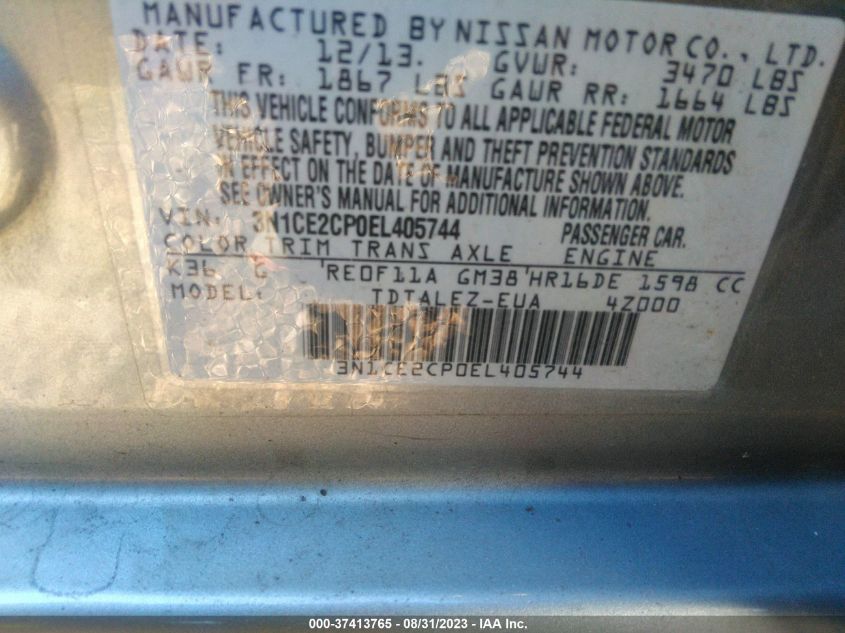 MANUFACTURED BY NISSAN MOTOR CO., LTD.
DATE: 12/13. GVWR: 3470 LBS
GAWR FR: 1867 LBS GAWR RR: 1664 LBS
THIS VEHICLE CONFORMS TO ALL APPLICABLE FEDERAL MOTOR
VEHICLE SAFETY, BUMPER AND THEFT PREVENTION STANDARDS
IN EFFECT ON THE DATE OF MANUFACTURE SHOWN ABOVE.
SEE OWNER'S MANUAL FOR ADDITIONAL INFORMATION.
VIN: 3N1CE2CP0EL405744 PASSENGER CAR.
COLOR TRIM TRANS AXLE ENGINE
K36 G 'RE0F11A GM38'HR16DE 1598 CC
MODEL: TDTALEZ-EUA 4Z000
3N1CE2CP0EL405744
000-37413765 - 08/31/2023 - IAA Inc.